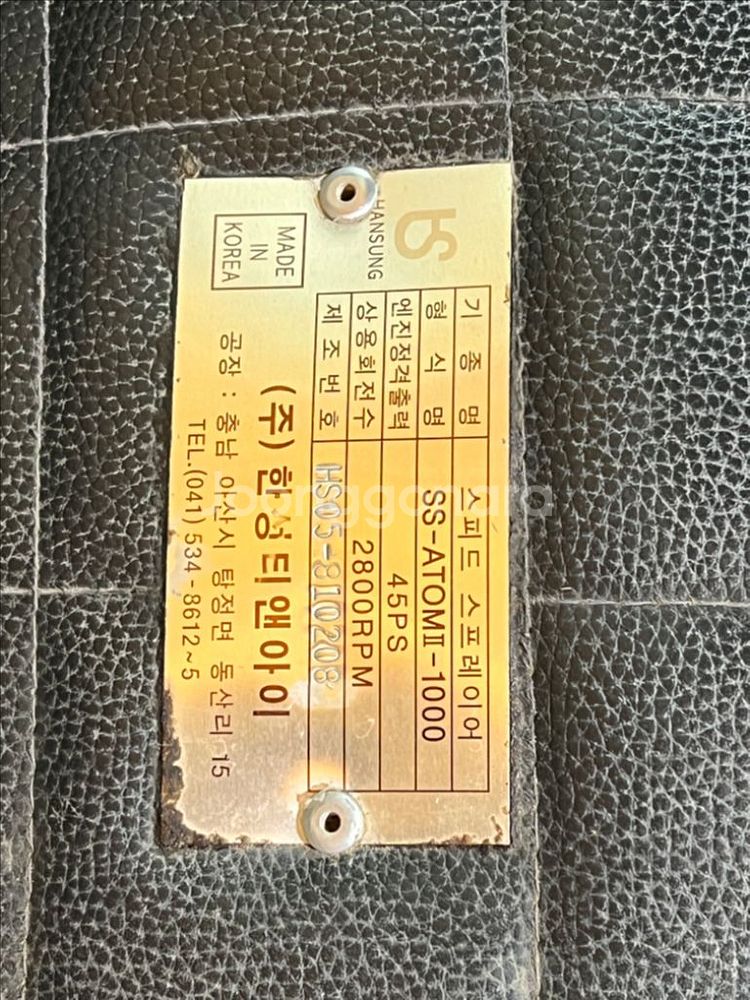 HS
HANSUNG
기종명 스피드 스프레이어
형식명 SS-ATOMⅡ-1000
엔진정격출력 45PS
상용회전수 2800RPM
제조번호 HS05-810208
MADE
IN
KOREA
(주)한성티앤아이
공장 : 충남 아산시 탕정면 동산리 15
TEL.(041) 534-8612~5
Joonggonara